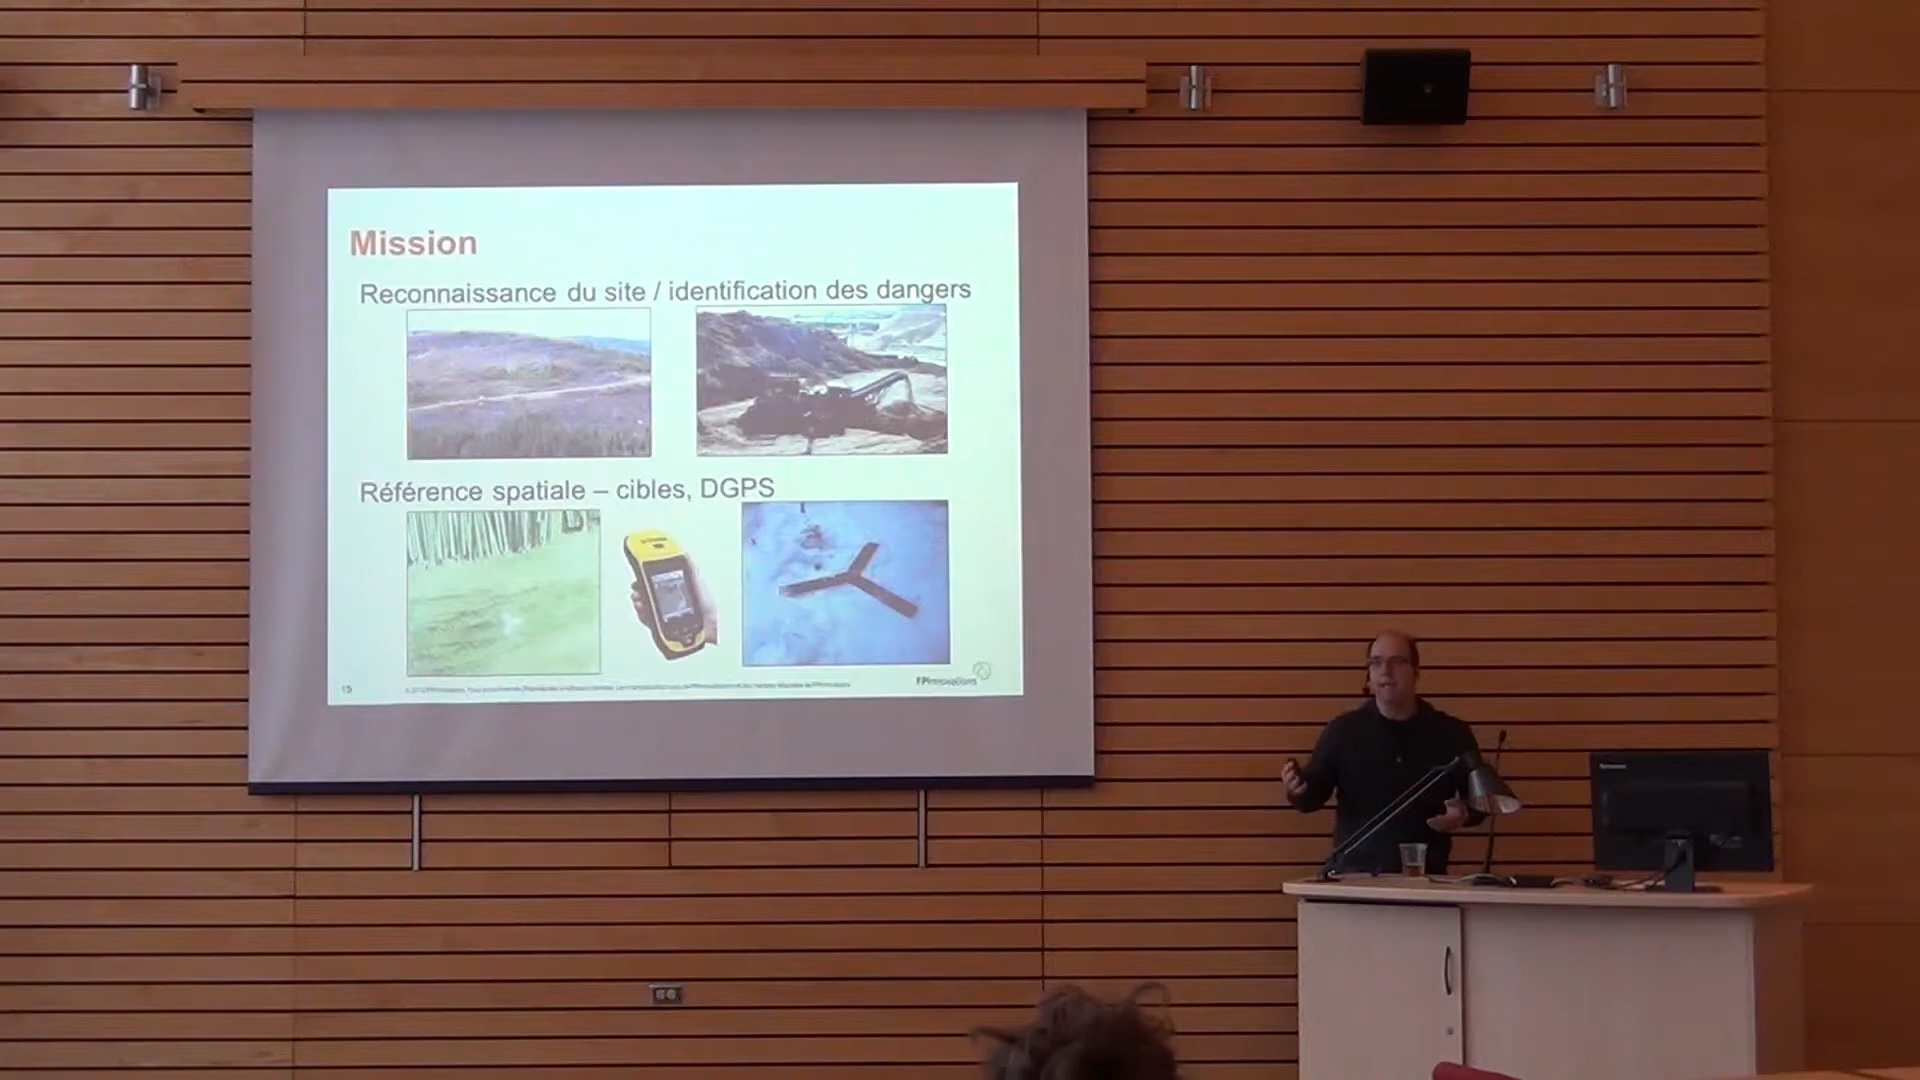 Mission
Reconnaissance du site / identification des dangers
Référence spatiale – cibles, DGPS
15
FPInnovations